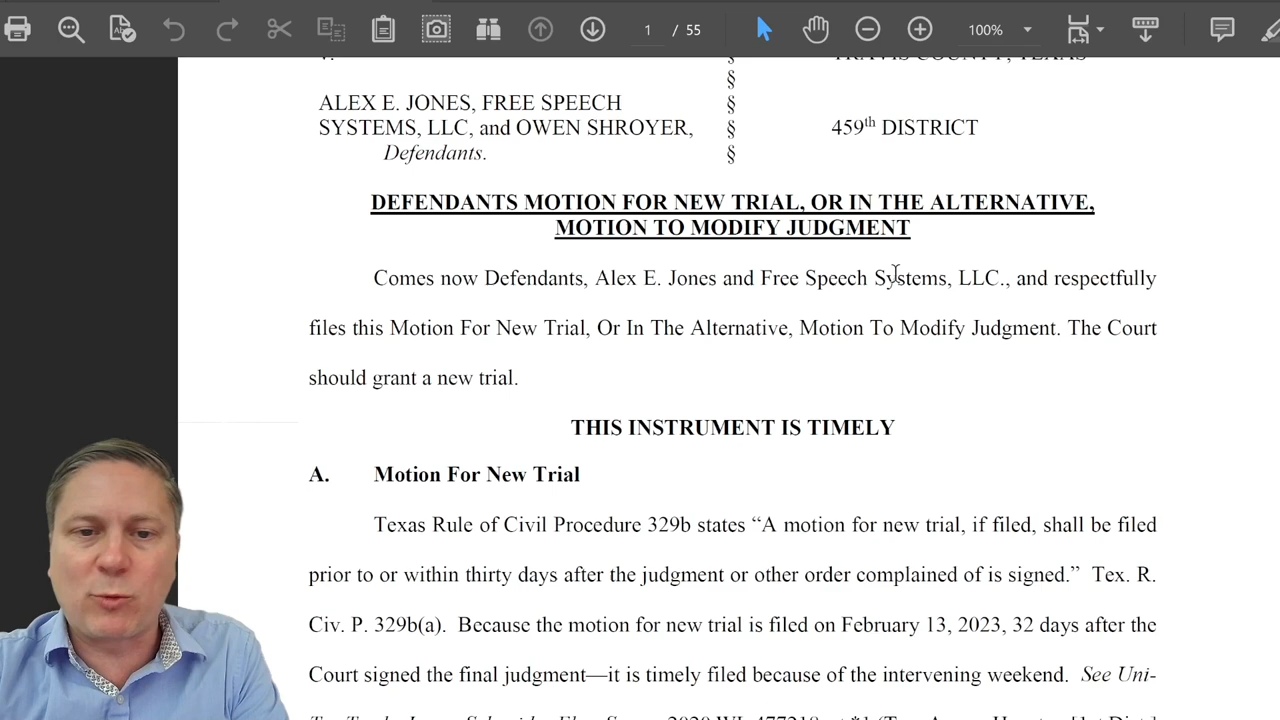 1 / 55
100%
V.
§
TRAVIS COUNTY, TEXAS
§
ALEX E. JONES, FREE SPEECH
§
SYSTEMS, LLC, and OWEN SHROYER,
§
459th DISTRICT
Defendants.
§
DEFENDANTS MOTION FOR NEW TRIAL, OR IN THE ALTERNATIVE,
MOTION TO MODIFY JUDGMENT
Comes now Defendants, Alex E. Jones and Free Speech Systems, LLC., and respectfully
files this Motion For New Trial, Or In The Alternative, Motion To Modify Judgment. The Court
should grant a new trial.
THIS INSTRUMENT IS TIMELY
A. Motion For New Trial
Texas Rule of Civil Procedure 329b states “A motion for new trial, if filed, shall be filed
prior to or within thirty days after the judgment or other order complained of is signed.” Tex. R.
Civ. P. 329b(a). Because the motion for new trial is filed on February 13, 2023, 32 days after the
Court signed the final judgment—it is timely filed because of the intervening weekend. See Uni-